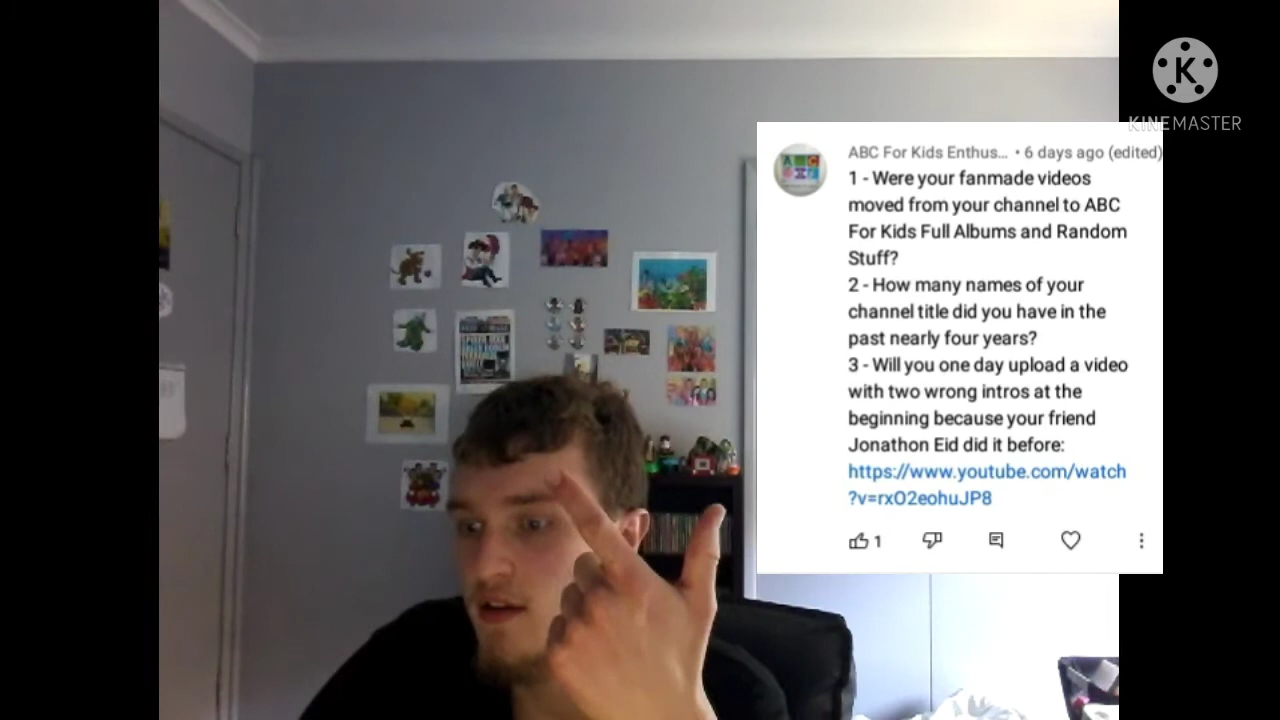 KINEMASTER
ABC For Kids Enthus... • 6 days ago (edited)
1 - Were your fanmade videos
moved from your channel to ABC
For Kids Full Albums and Random
Stuff?
2 - How many names of your
channel title did you have in the
past nearly four years?
3 - Will you one day upload a video
with two wrong intros at the
beginning because your friend
Jonathon Eid did it before:
https://www.youtube.com/watch
?v=rxO2eohuJP8
1